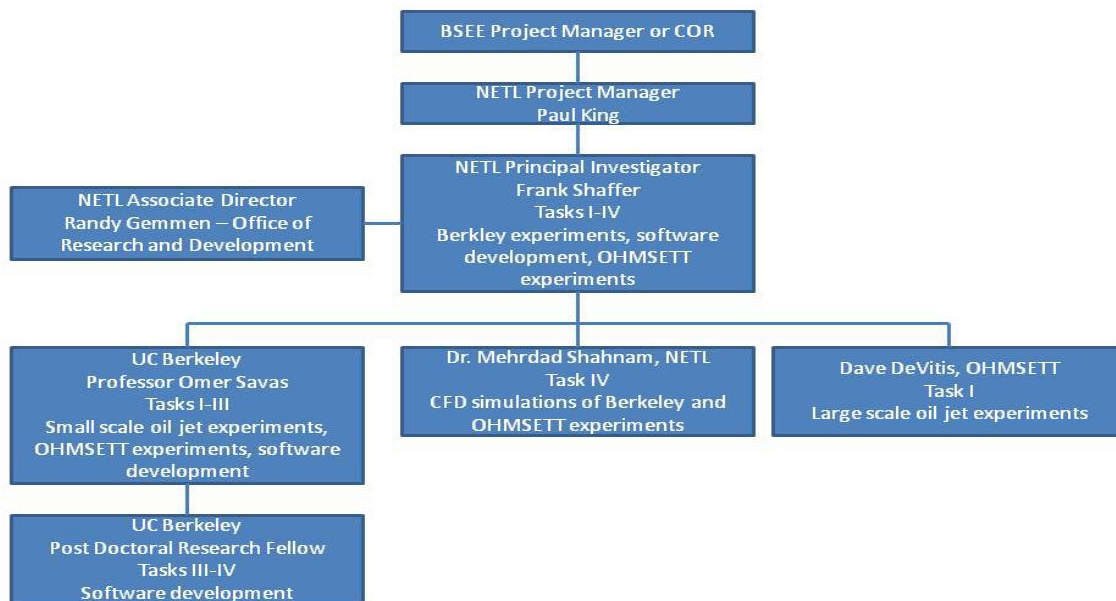 BSEE Project Manager or COR
NETL Project Manager
Paul King
NETL Principal Investigator
Frank Shaffer
Tasks I-IV
Berkley experiments, software
development, OHMSETT
experiments
NETL Associate Director
Randy Gemmen – Office of
Research and Development
UC Berkeley
Professor Omer Savas
Tasks I-III
Small scale oil jet experiments,
OHMSETT experiments, software
development
Dr. Mehrdad Shahnam, NETL
Task IV
CFD simulations of Berkeley and
OHMSETT experiments
Dave DeVitis, OHMSETT
Task I
Large scale oil jet experiments
UC Berkeley
Post Doctoral Research Fellow
Tasks III-IV
Software development